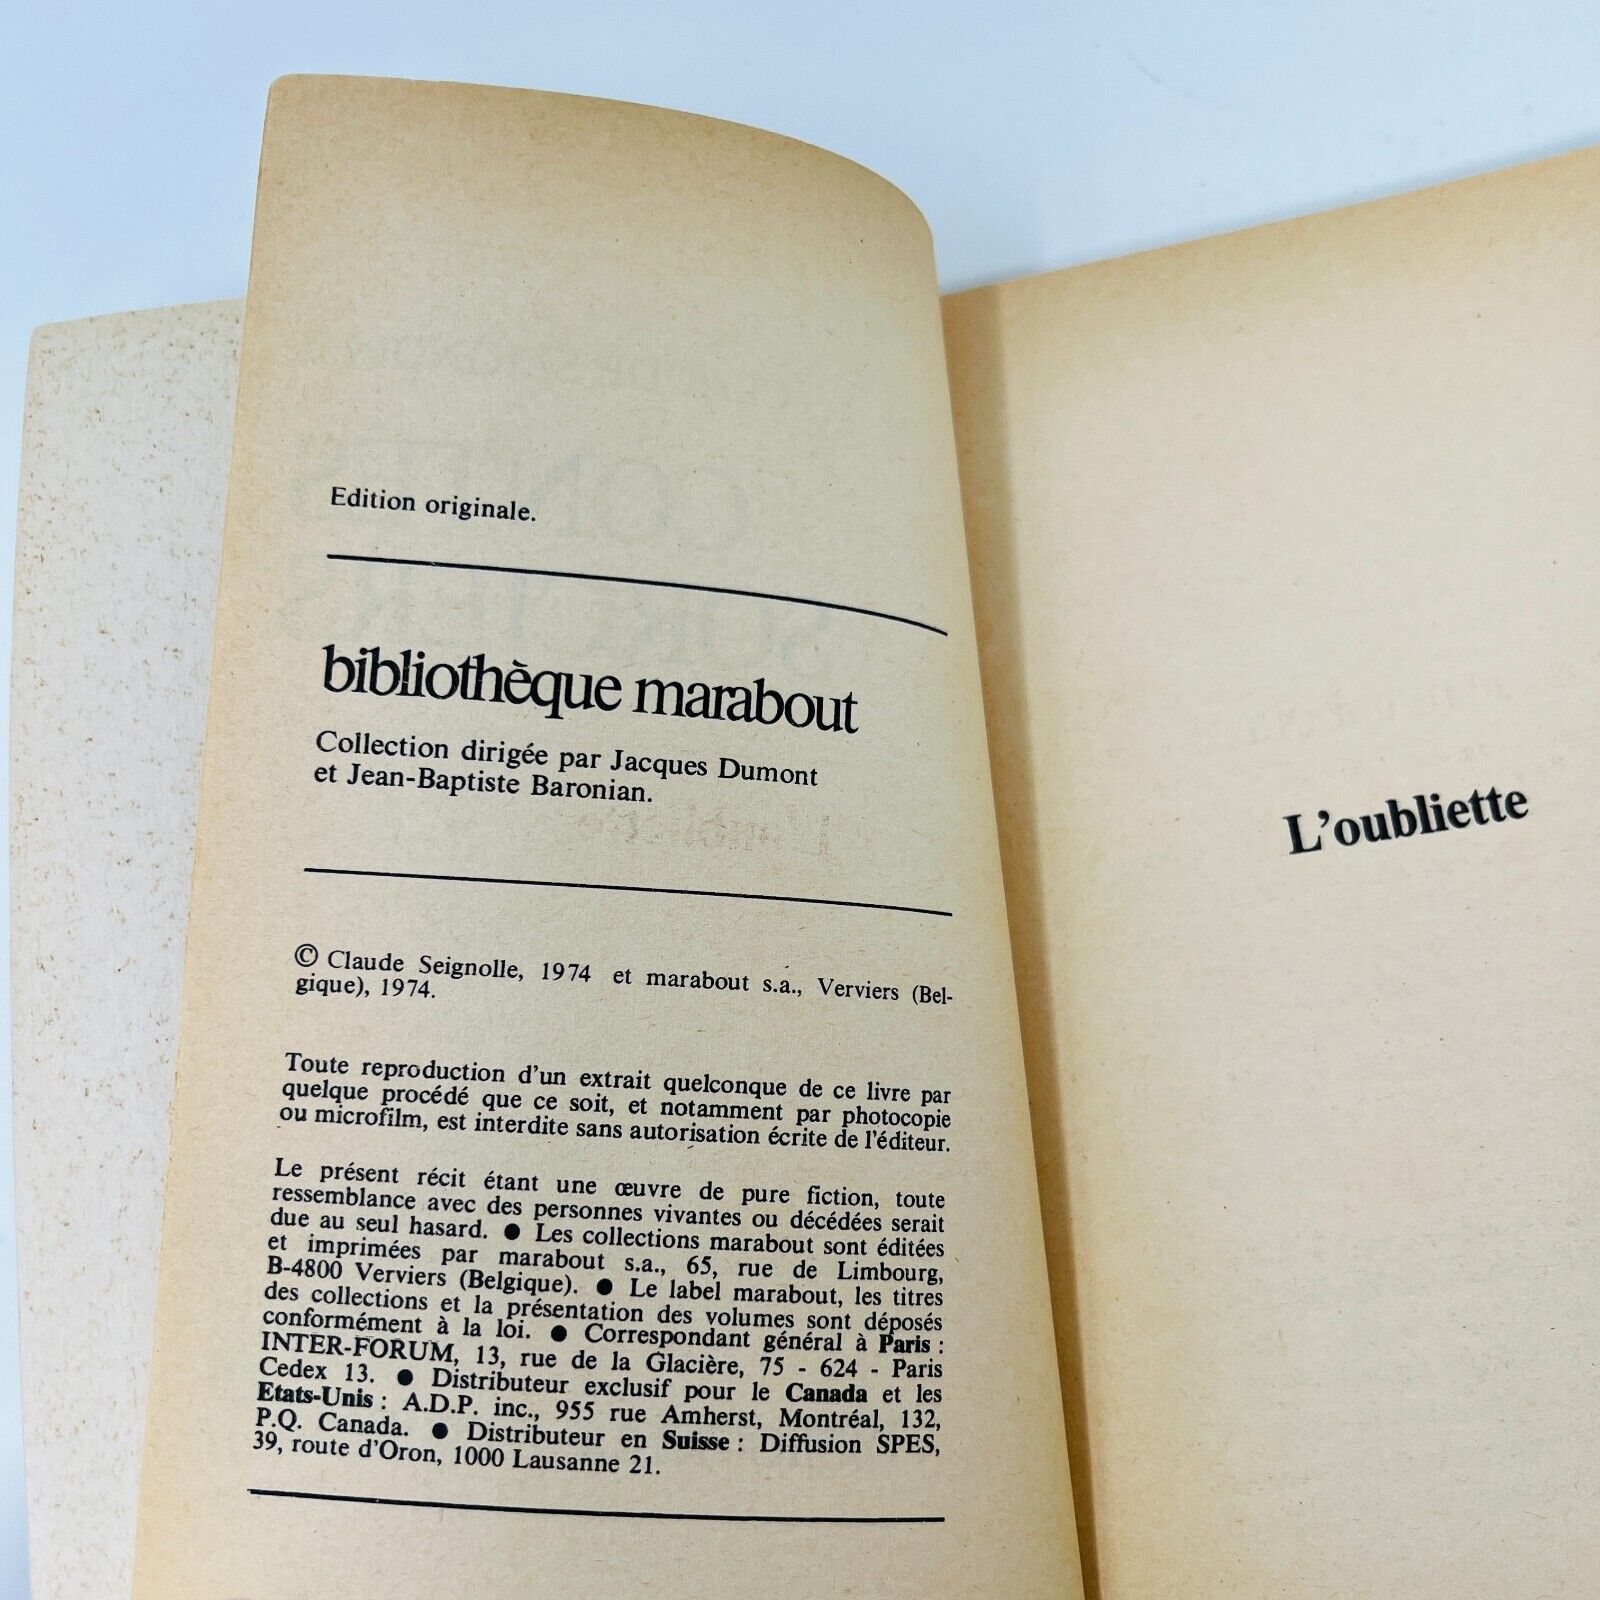 Edition originale.
bibliothèque marabout
Collection dirigée par Jacques Dumont
et Jean-Baptiste Baronian.
© Claude Seignolle, 1974 et marabout s.a., Verviers (Bel-
gique), 1974.
Toute reproduction d'un extrait quelconque de ce livre par
quelque procédé que ce soit, et notamment par photocopie
ou microfilm, est interdite sans autorisation écrite de l'éditeur.
Le présent récit étant une œuvre de pure fiction, toute
ressemblance avec des personnes vivantes ou décédées serait
due au seul hasard. ● Les collections marabout sont éditées
et imprimées par marabout s.a., 65, rue de Limbourg,
B-4800 Verviers (Belgique). ● Le label marabout, les titres
des collections et la présentation des volumes sont déposés
conformément à la loi. ● Correspondant général à Paris :
INTER-FORUM, 13, rue de la Glacière, 75 - 624 - Paris
Cedex 13. ● Distributeur exclusif pour le Canada et les
Etats-Unis : A.D.P. inc., 955 rue Amherst, Montréal, 132,
P.Q. Canada. ● Distributeur en Suisse : Diffusion SPES,
39, route d'Oron, 1000 Lausanne 21.
L'oubliette